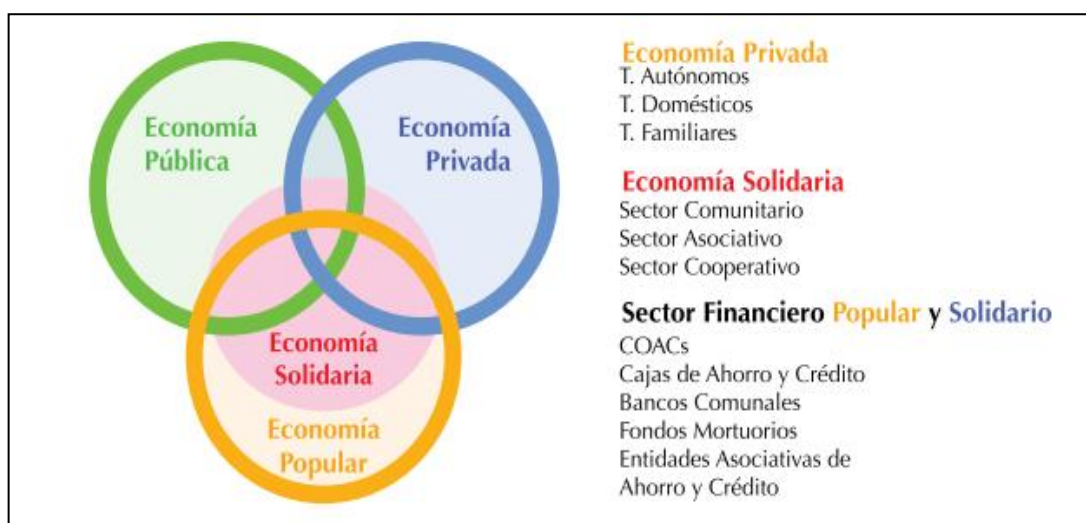 Economía
Pública
Economía
Privada
Economía
Solidaria
Economía
Popular
Economía Privada
T. Autónomos
T. Domésticos
T. Familiares
Economía Solidaria
Sector Comunitario
Sector Asociativo
Sector Cooperativo
Sector Financiero Popular y Solidario
COACs
Cajas de Ahorro y Crédito
Bancos Comunales
Fondos Mortuorios
Entidades Asociativas de
Ahorro y Crédito